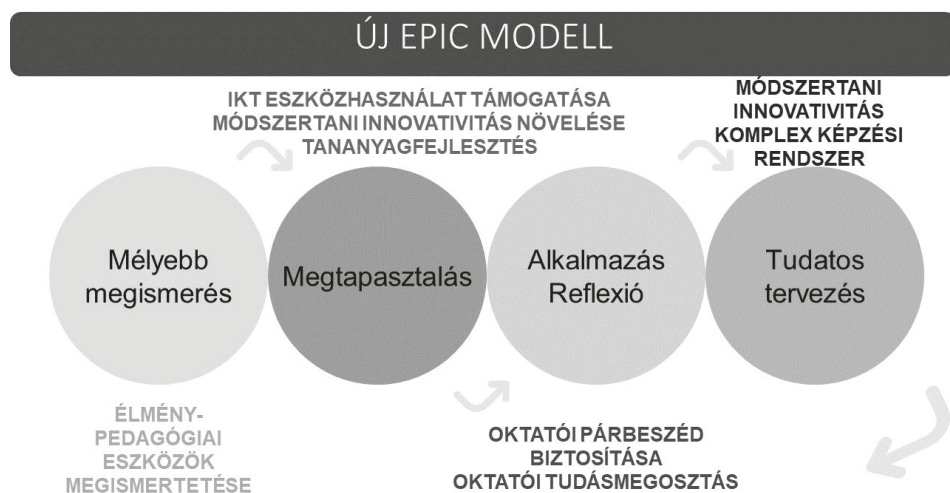 ÚJ EPIC MODELL
IKT ESZKÖZHASZNÁLAT TÁMOGATÁSA
MÓDSZERTANI INNOVATIVITÁS NÖVELÉSE
TANANYAGFEJLESZTÉS
MÓDSZERTANI
INNOVATIVITÁS
KOMPLEX KÉPZÉSI
RENDSZER
Mélyebb
megismerés
Megtapasztalás
Alkalmazás
Reflexió
Tudatos
tervezés
ÉLMÉNY-
PEDAGÓGIAI
ESZKÖZÖK
MEGISMERTETÉSE
OKTATÓI PÁRBESZÉD
BIZTOSÍTÁSA
OKTATÓI TUDÁSMEGOSZTÁS